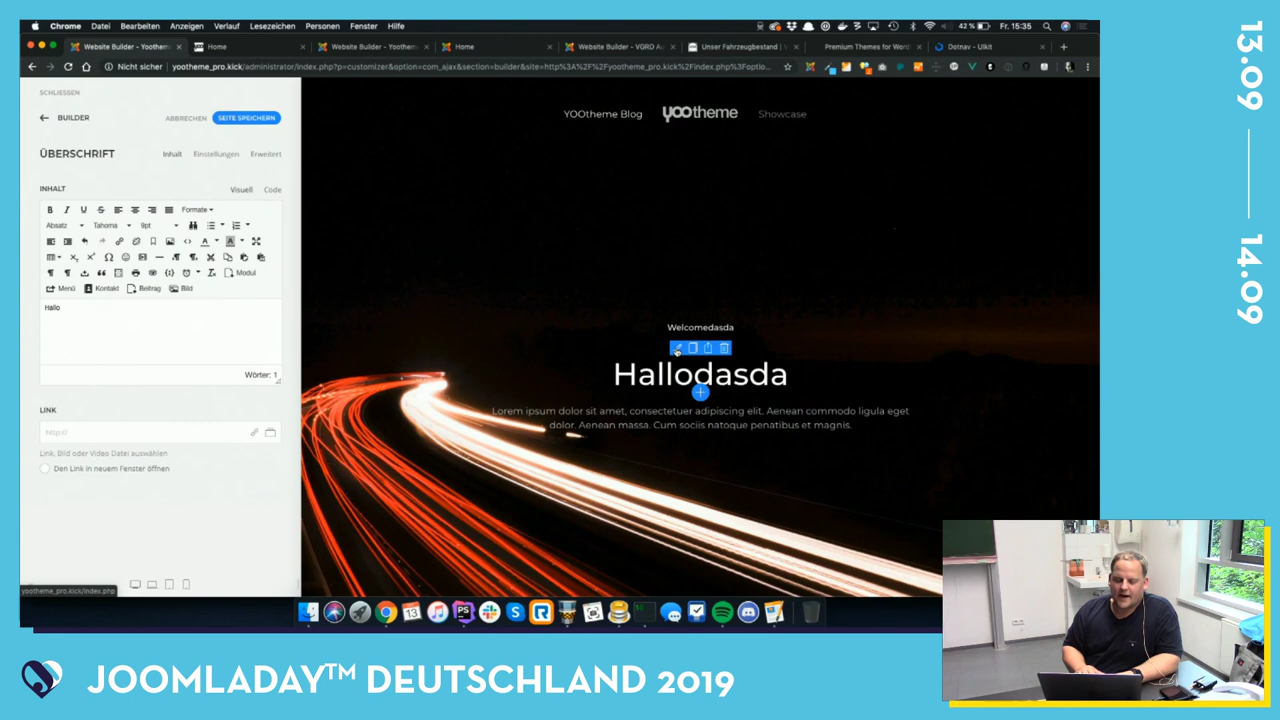 Chrome Datei Bearbeiten Anzeigen Verlauf Lesezeichen Personen Fenster Hilfe
42 % Fr. 15:35
Website Builder - Yoothem
Home
Website Builder - Yoothem
Home
Website Builder - VGRD Au
Unser Fahrzeugbestand |
Premium Themes for Word
Dotnav - UIkit
Nicht sicher yootheme_pro.kick/administrator/index.php?p=customizer&option=com_ajax&section=builder&site=http%3A%2F%2Fyootheme_pro.kick%2Findex.php%3Foptio...
SCHLIESSEN
BUILDER ABBRECHEN SEITE SPEICHERN
ÜBERSCHRIFT Inhalt Einstellungen Erweitert
INHALT Visuell Code
B I U S Formate
Absatz Tahoma 9pt
Modul
Menü Kontakt Beitrag Bild
Hallo
Wörter: 1
LINK
http://
Link, Bild oder Video Datei auswählen
Den Link in neuem Fenster öffnen
yootheme_pro.kick/index.php
YOOtheme Blog yootheme Showcase
Welcomedasda
Hallodasda
Lorem ipsum dolor sit amet, consectetuer adipiscing elit. Aenean commodo ligula eget
dolor. Aenean massa. Cum sociis natoque penatibus et magnis.
13.09
14.09
JOOMLADAY™ DEUTSCHLAND 2019